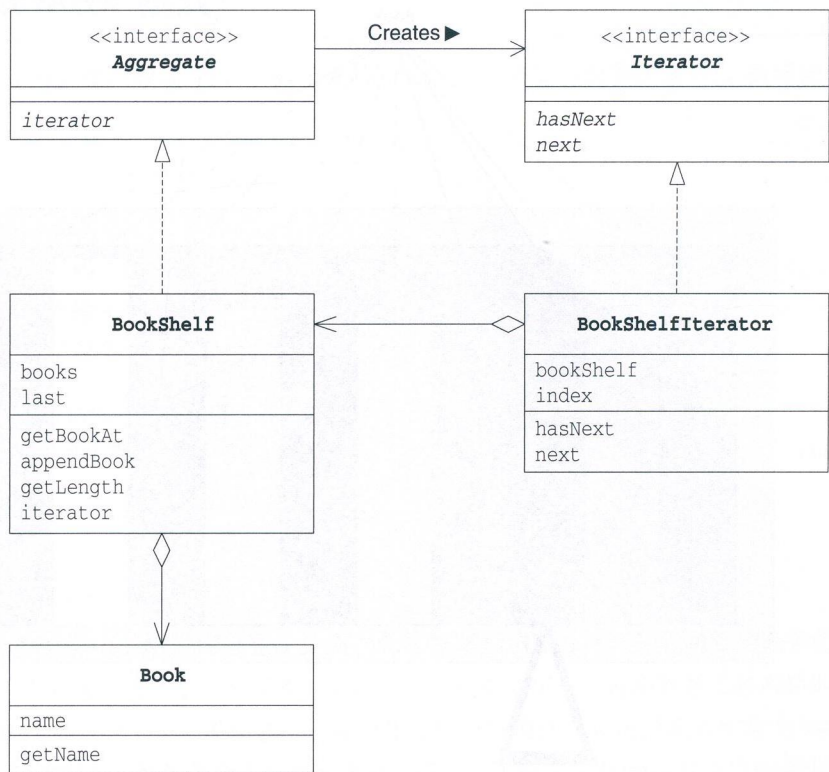 <<interface>>
Aggregate
iterator
Creates ▶
<<interface>>
Iterator
hasNext
next
BookShelf
books
last
getBookAt
appendBook
getLength
iterator
BookShelfIterator
bookShelf
index
hasNext
next
Book
name
getName